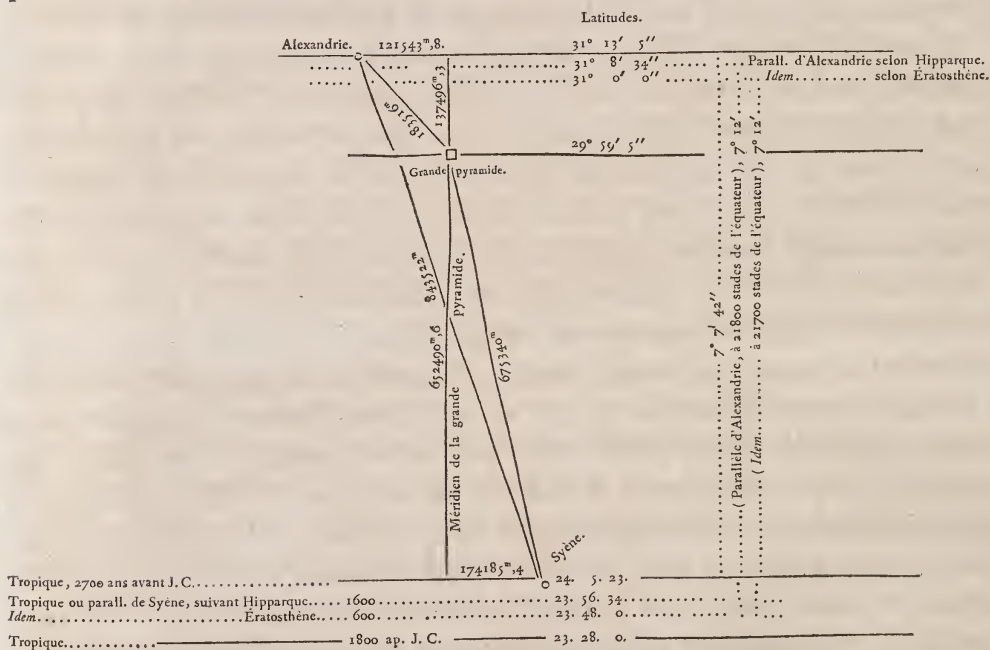 Latitudes.
Alexandrie. 121543ᵐ,8. 31° 13′ 5″
31° 8′ 34″ ...... Parall. d'Alexandrie selon Hipparque.
31° 0′ 0″ ...... Idem.......... selon Ératosthène.
137496ᵐ,3
183516ᵐ
29° 59′ 5″
Grande pyramide.
843522ᵐ
652490ᵐ,6
Méridien de la grande pyramide.
675340ᵐ
7° 7′ 42″
(Parallèle d'Alexandrie, à 21800 stades de l'équateur), 7° 12′
(Idem...... à 21700 stades de l'équateur), 7° 12′
Syène.
174185ᵐ,4
Tropique, 2700 ans avant J. C. 24. 5. 23.
Tropique ou parall. de Syène, suivant Hipparque..... 1600 23. 56. 34.
Idem. Ératosthène.... 600 23. 48. 0.
Tropique. 1800 ap. J. C. 23. 28. 0.